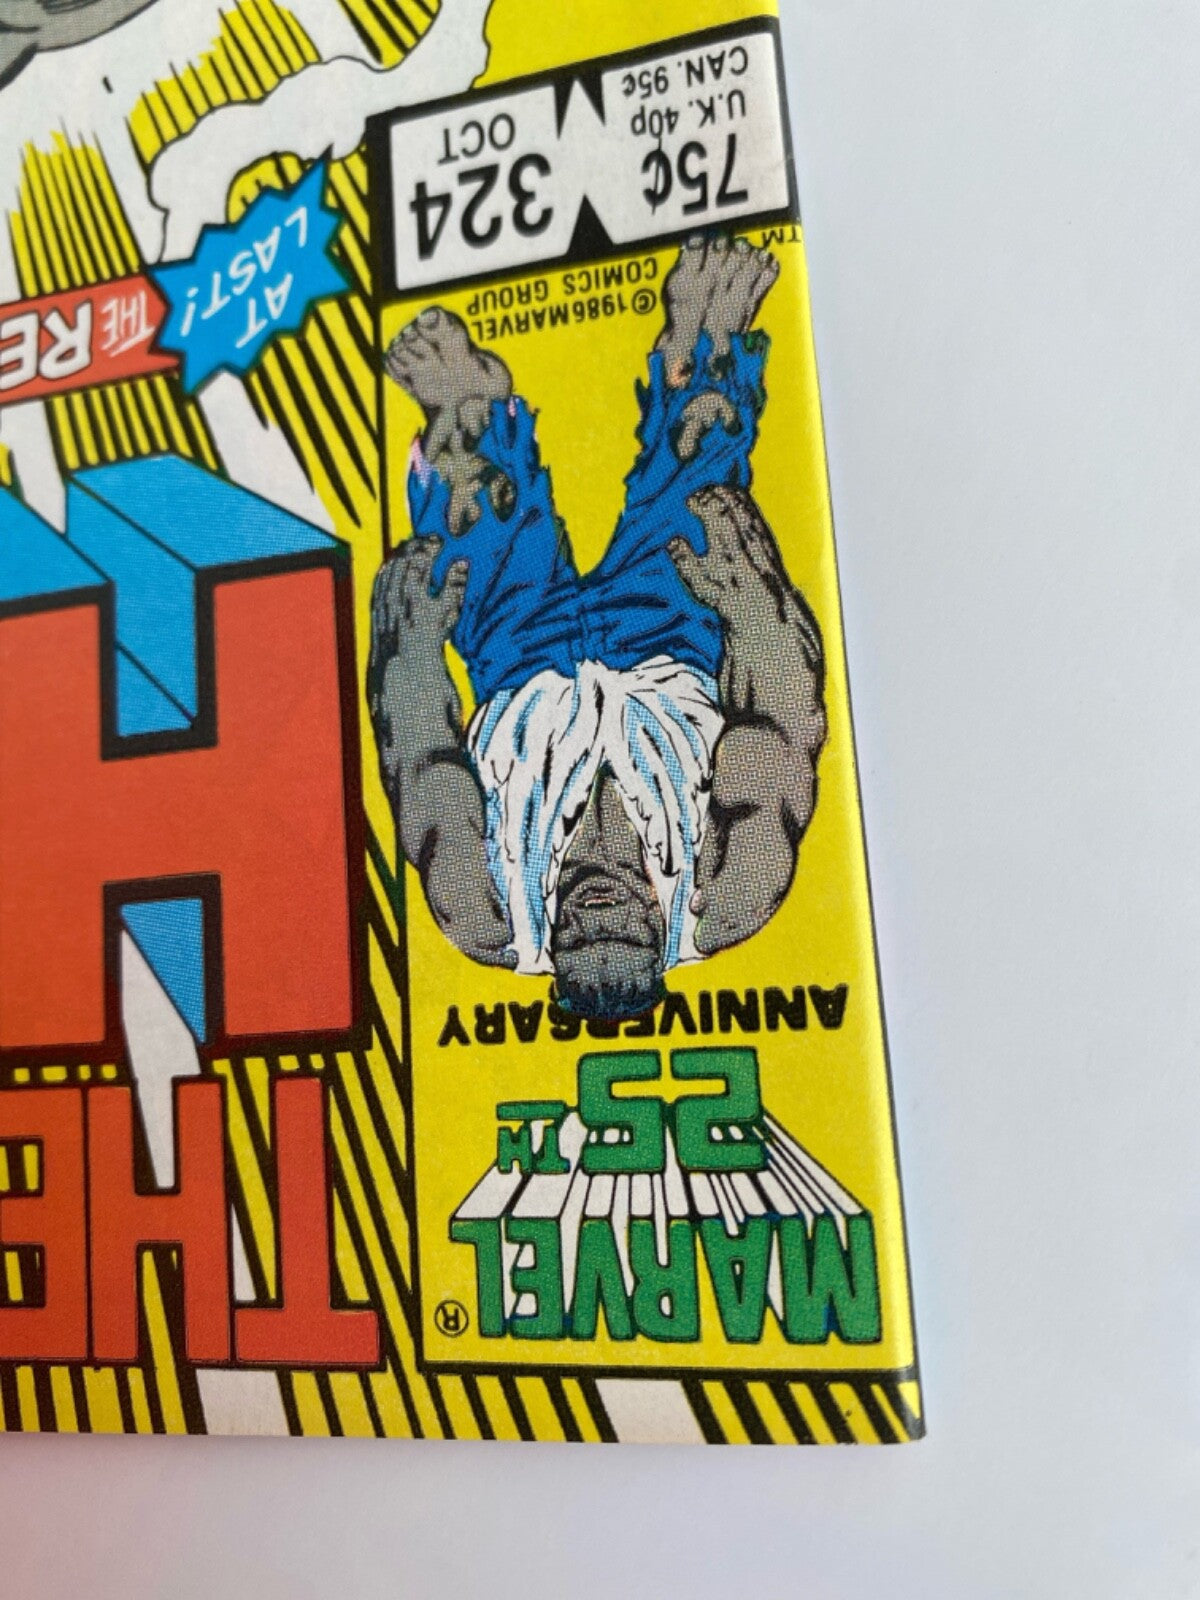 MARVEL®
25TH
ANNIVERSARY
© 1986 MARVEL
COMICS GROUP
TM
75¢
U.K. 40p
CAN. 95¢
324
OCT
THE
H
AT
LAST!
THE RE